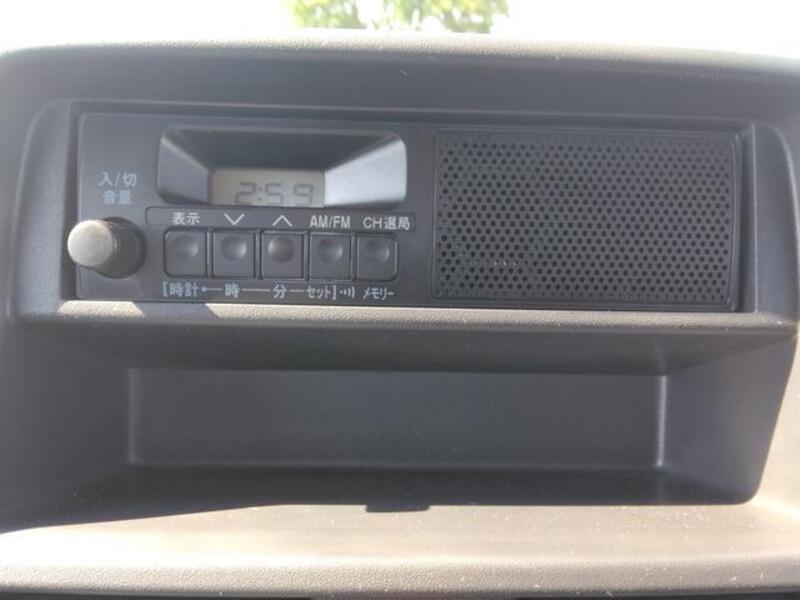 入/切
音量
2:59
表示 AM/FM CH選局
[時計 時 分 セット] メモリー